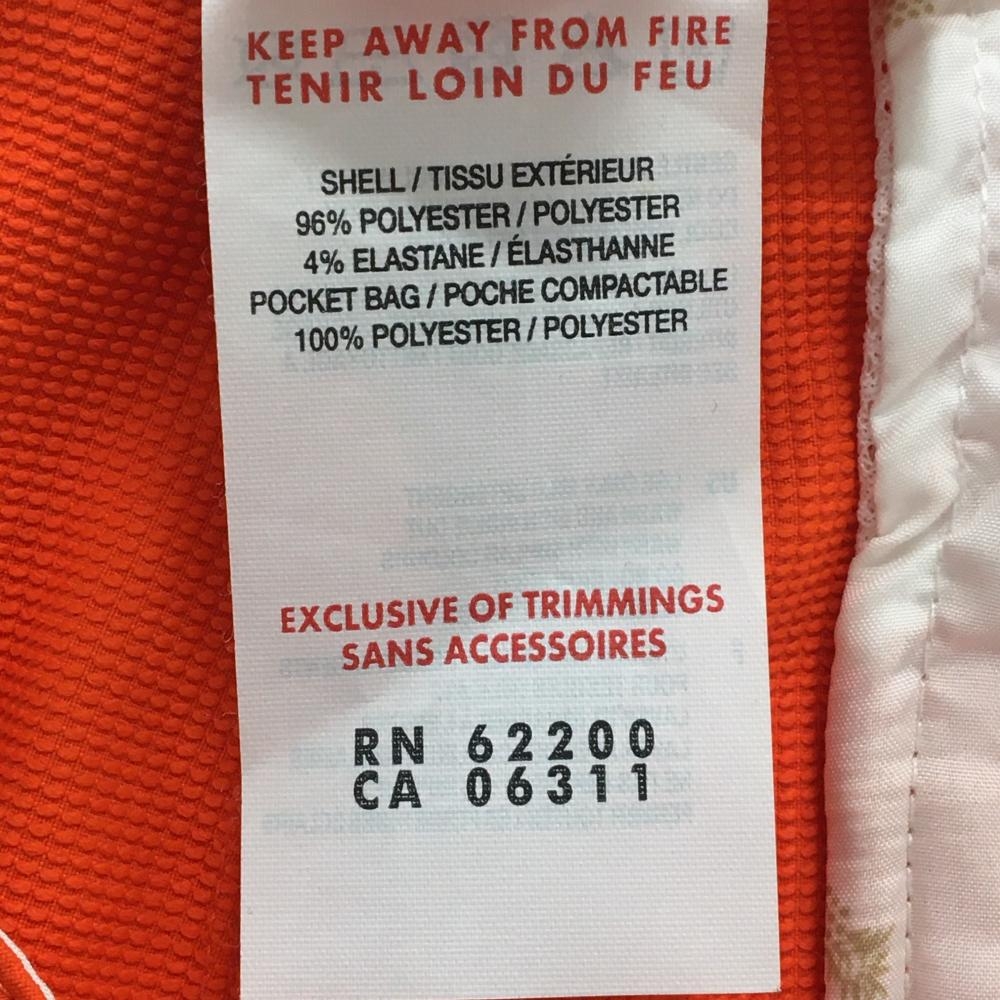 KEEP AWAY FROM FIRE
TENIR LOIN DU FEU
SHELL / TISSU EXTÉRIEUR
96% POLYESTER / POLYESTER
4% ELASTANE / ÉLASTHANNE
POCKET BAG / POCHE COMPACTABLE
100% POLYESTER / POLYESTER
EXCLUSIVE OF TRIMMINGS
SANS ACCESSOIRES
RN 62200
CA 06311